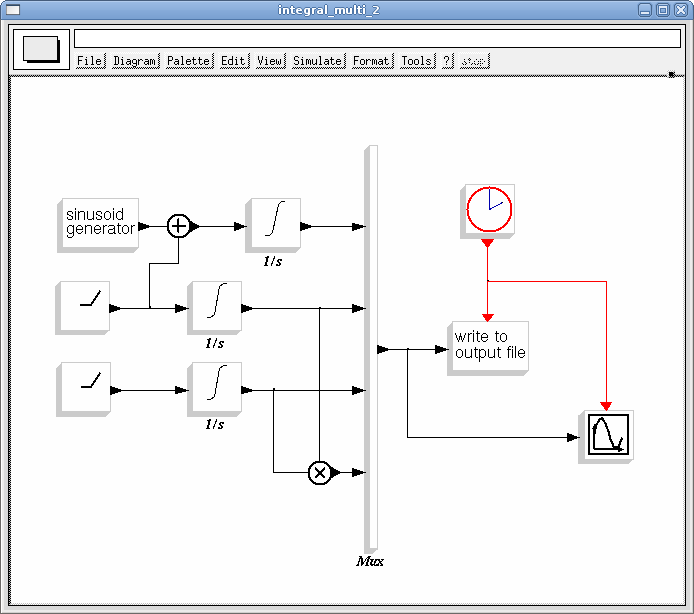 integral_multi_2
File Diagram Palette Edit View Simulate Format Tools ? stop
sinusoid
generator
1/s
1/s
write to
output file
1/s
Mux